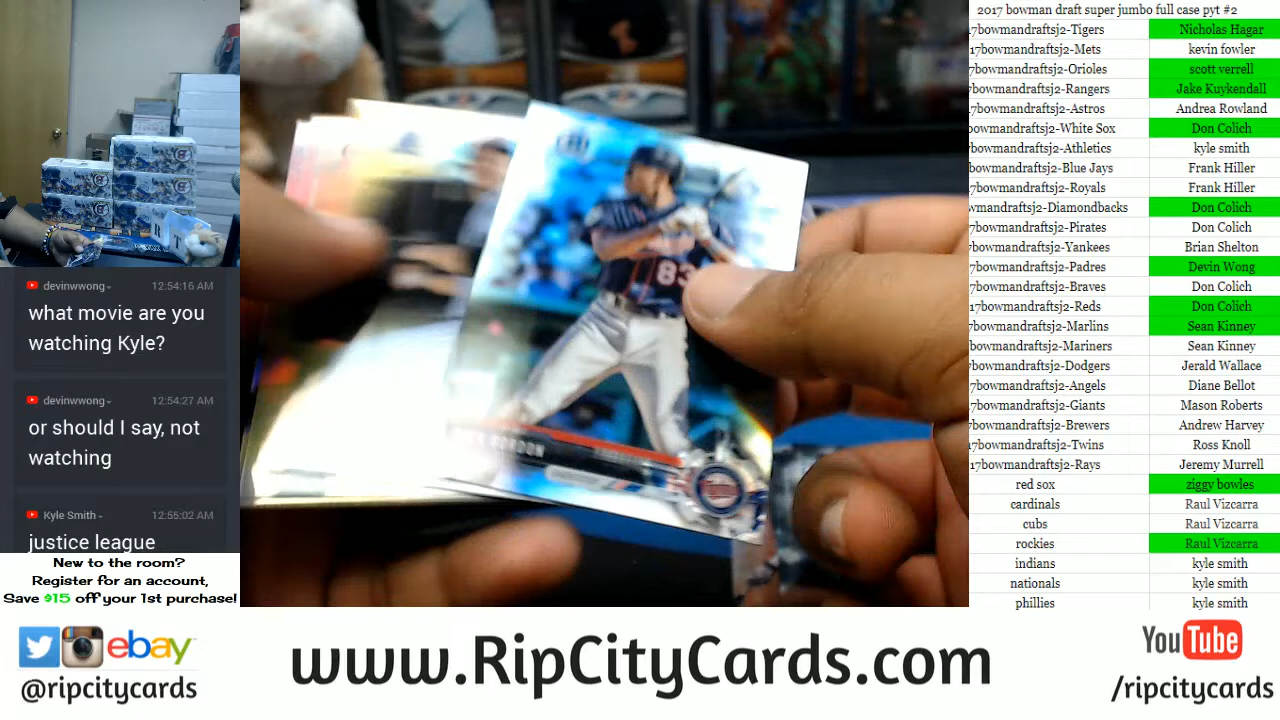 2017 bowman draft super jumbo full case pyt #2
17bowmandraftsj2-Tigers Nicholas Hagar
17bowmandraftsj2-Mets kevin fowler
7bowmandraftsj2-Orioles scott verrell
7bowmandraftsj2-Rangers Jake Kuykendall
7bowmandraftsj2-Astros Andrea Rowland
bowmandraftsj2-White Sox Don Colich
bowmandraftsj2-Athletics kyle smith
bowmandraftsj2-Blue Jays Frank Hiller
7bowmandraftsj2-Royals Frank Hiller
wmandraftsj2-Diamondbacks Don Colich
7bowmandraftsj2-Pirates Don Colich
bowmandraftsj2-Yankees Brian Shelton
7bowmandraftsj2-Padres Devin Wong
7bowmandraftsj2-Braves Don Colich
17bowmandraftsj2-Reds Don Colich
7bowmandraftsj2-Marlins Sean Kinney
bowmandraftsj2-Mariners Sean Kinney
bowmandraftsj2-Dodgers Jerald Wallace
7bowmandraftsj2-Angels Diane Bellot
7bowmandraftsj2-Giants Mason Roberts
bowmandraftsj2-Brewers Andrew Harvey
17bowmandraftsj2-Twins Ross Knoll
17bowmandraftsj2-Rays Jeremy Murrell
red sox ziggy bowles
cardinals Raul Vizcarra
cubs Raul Vizcarra
rockies Raul Vizcarra
indians kyle smith
nationals kyle smith
phillies kyle smith
83
devinwwong 12:54:16 AM
what movie are you
watching Kyle?
devinwwong 12:54:27 AM
or should I say, not
watching
Kyle Smith 12:55:02 AM
justice league
New to the room?
Register for an account,
Save $15 off your 1st purchase!
ebay
@ripcitycards
www.RipCityCards.com
YouTube
/ripcitycards